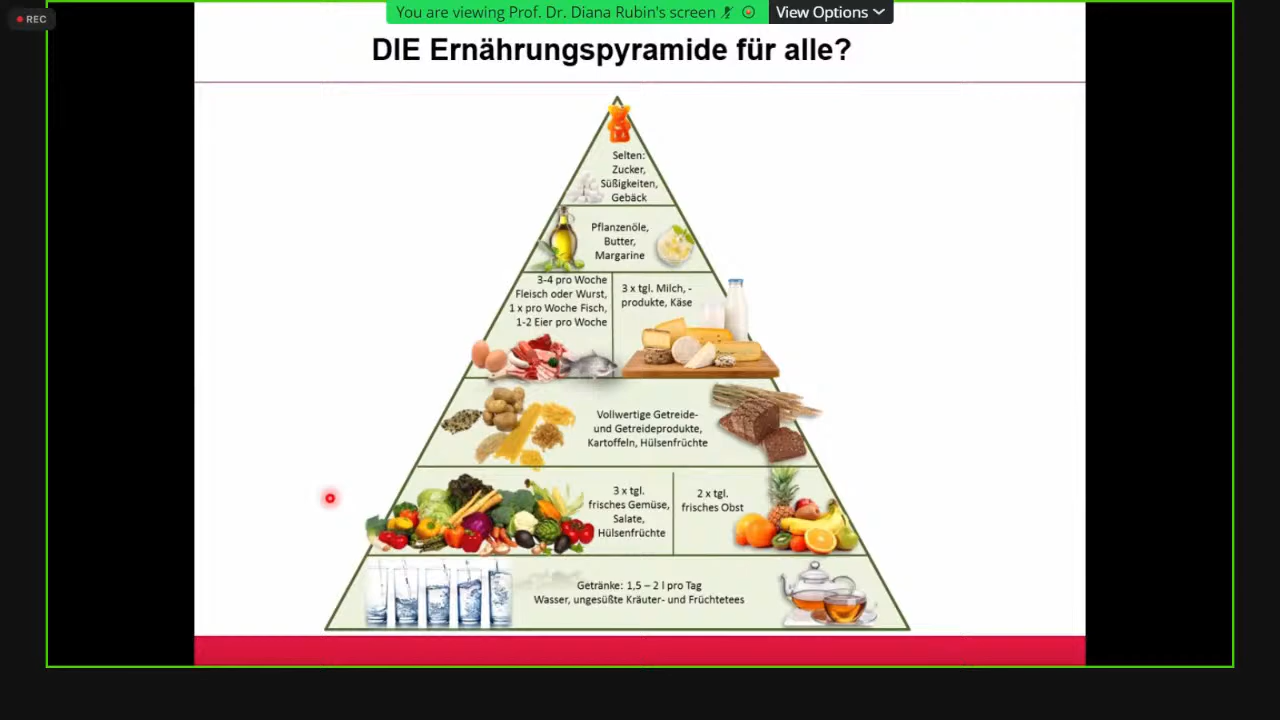 REC
You are viewing Prof. Dr. Diana Rubin's screen
View Options
DIE Ernährungspyramide für alle?
Selten:
Zucker,
Süßigkeiten,
Gebäck
Pflanzenöle,
Butter,
Margarine
3-4 pro Woche
Fleisch oder Wurst,
1 x pro Woche Fisch,
1-2 Eier pro Woche
3 x tgl. Milch, -
produkte, Käse
Vollwertige Getreide-
und Getreideprodukte,
Kartoffeln, Hülsenfrüchte
3 x tgl.
frisches Gemüse,
Salate,
Hülsenfrüchte
2 x tgl.
frisches Obst
Getränke: 1,5 – 2 l pro Tag
Wasser, ungesüßte Kräuter- und Früchtetees